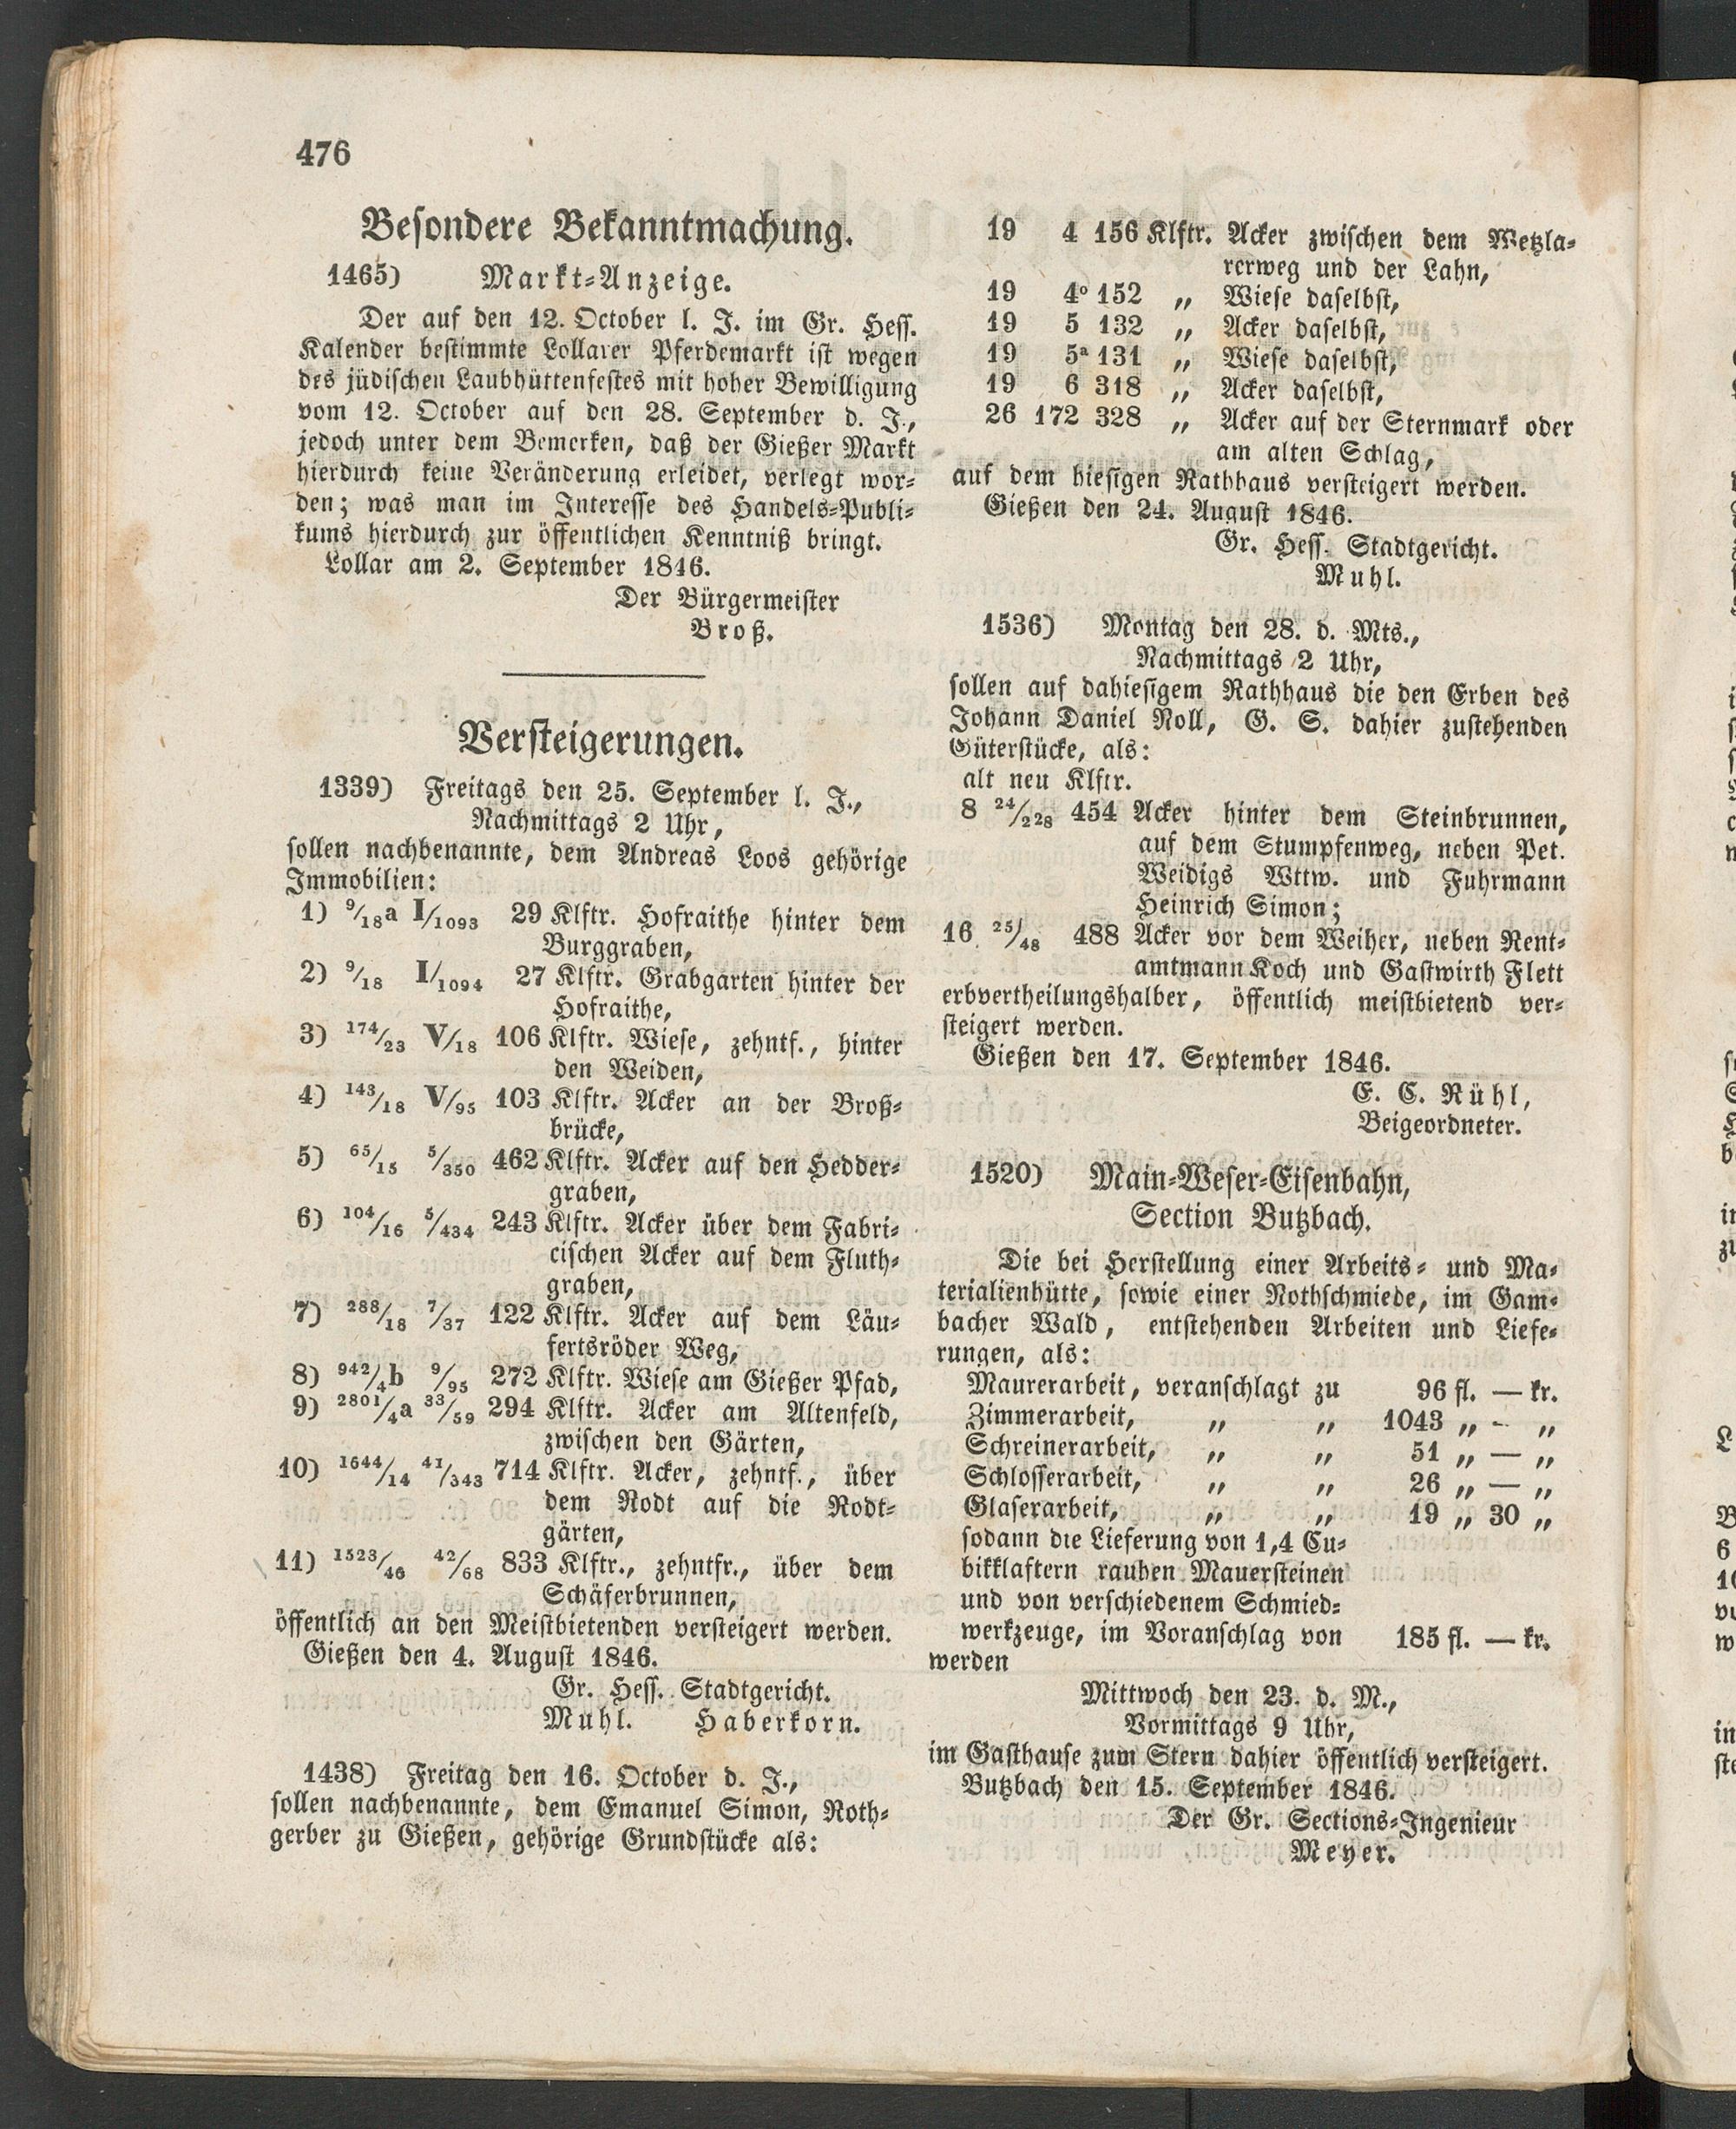 476
Besondere Bekanntmachung.
1465) Markt-Anzeige.
Der auf den 12. October l. J. im Gr. Hess.
Kalender bestimmte Lollarer Pferdemarkt ist wegen
des jüdischen Laubhüttenfestes mit hoher Bewilligung
vom 12. October auf den 28. September d. J.,
jedoch unter dem Bemerken, daß der Gießer Markt
hierdurch keine Veränderung erleidet, verlegt wor-
den; was man im Interesse des Handels-Publi-
kums hierdurch zur öffentlichen Kenntniß bringt.
Lollar am 2. September 1846.
Der Bürgermeister
Broß.
Versteigerungen.
1339) Freitags den 25. September l. J.,
Nachmittags 2 Uhr,
sollen nachbenannte, dem Andreas Loos gehörige
Immobilien:
1) 9/18a I/1093 29 Klftr. Hofraithe hinter dem
Burggraben,
2) 9/18 I/1094 27 Klftr. Grabgarten hinter der
Hofraithe,
3) 174/23 V/18 106 Klftr. Wiese, zehntf., hinter
den Weiden,
4) 143/18 V/95 103 Klftr. Acker an der Broß-
brücke,
5) 65/15 5/350 462 Klftr. Acker auf den Hedder-
graben,
6) 104/16 5/434 243 Klftr. Acker über dem Fabri-
cischen Acker auf dem Fluth-
graben,
7) 288/18 7/37 122 Klftr. Acker auf dem Läu-
fertsröder Weg,
8) 942/4b 9/95 272 Klftr. Wiese am Gießer Pfad,
9) 2801/4a 33/59 294 Klftr. Acker am Altenfeld,
zwischen den Gärten,
10) 1644/14 41/343 714 Klftr. Acker, zehntf., über
dem Rodt auf die Rodt-
gärten,
11) 1523/46 42/68 833 Klftr., zehntfr., über dem
Schäferbrunnen,
öffentlich an den Meistbietenden versteigert werden.
Gießen den 4. August 1846.
Gr. Hess. Stadtgericht.
Muhl. Haberkorn.
1438) Freitag den 16. October d. J.,
sollen nachbenannte, dem Emanuel Simon, Roth-
gerber zu Gießen, gehörige Grundstücke als:
19 4 156 Klftr. Acker zwischen dem Wetzla-
rerweg und der Lahn,
19 4o 152 „ Wiese daselbst,
19 5 132 „ Acker daselbst,
19 5a 131 „ Wiese daselbst,
19 6 318 „ Acker daselbst,
26 172 328 „ Acker auf der Sternmark oder
am alten Schlag,
auf dem hiesigen Rathhaus versteigert werden.
Gießen den 24. August 1846.
Gr. Hess. Stadtgericht.
Muhl.
1536) Montag den 28. d. Mts.,
Nachmittags 2 Uhr,
sollen auf dahiesigem Rathhaus die den Erben des
Johann Daniel Noll, G. S. dahier zustehenden
Güterstücke, als:
alt neu Klftr.
8 24/228 454 Acker hinter dem Steinbrunnen,
auf dem Stumpfenweg, neben Pet.
Weidigs Wttw. und Fuhrmann
Heinrich Simon;
16 25/48 488 Acker vor dem Weiher, neben Rent-
amtmann Koch und Gastwirth Flett
erbvertheilungshalber, öffentlich meistbietend ver-
steigert werden.
Gießen den 17. September 1846.
E. C. Rühl,
Beigeordneter.
1520) Main-Weser-Eisenbahn,
Section Butzbach.
Die bei Herstellung einer Arbeits- und Ma-
terialienhütte, sowie einer Nothschmiede, im Gam-
bacher Wald, entstehenden Arbeiten und Liefe-
rungen, als:
Maurerarbeit, veranschlagt zu 96 fl. — kr.
Zimmerarbeit, „ „ 1043 „ - „
Schreinerarbeit, „ „ 51 „ — „
Schlosserarbeit, „ „ 26 „ — „
Glaserarbeit, „ „ 19 „ 30 „
sodann die Lieferung von 1,4 Cu-
bikklaftern rauhen Mauersteinen
und von verschiedenem Schmied-
werkzeuge, im Voranschlag von 185 fl. — kr.
werden
Mittwoch den 23. d. M.,
Vormittags 9 Uhr,
im Gasthause zum Stern dahier öffentlich versteigert.
Butzbach den 15. September 1846.
Der Gr. Sections-Ingenieur
Meyer.